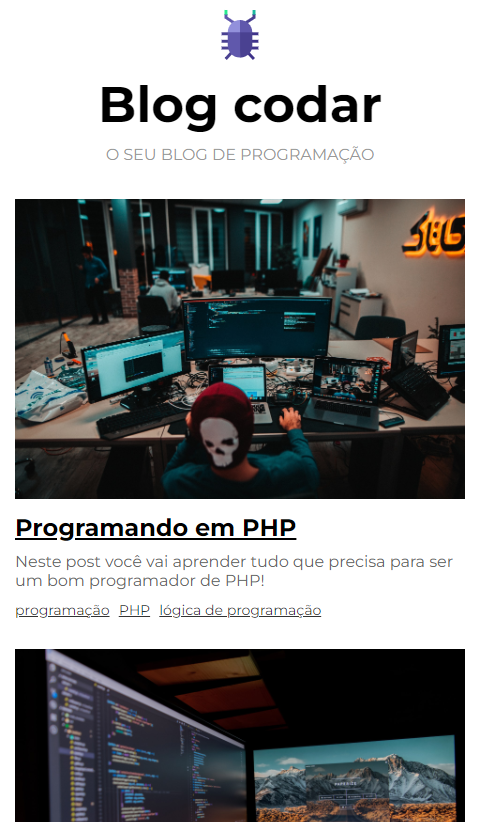 Blog codar
O SEU BLOG DE PROGRAMAÇÃO
Programando em PHP
Neste post você vai aprender tudo que precisa para ser
um bom programador de PHP!
programação PHP lógica de programação